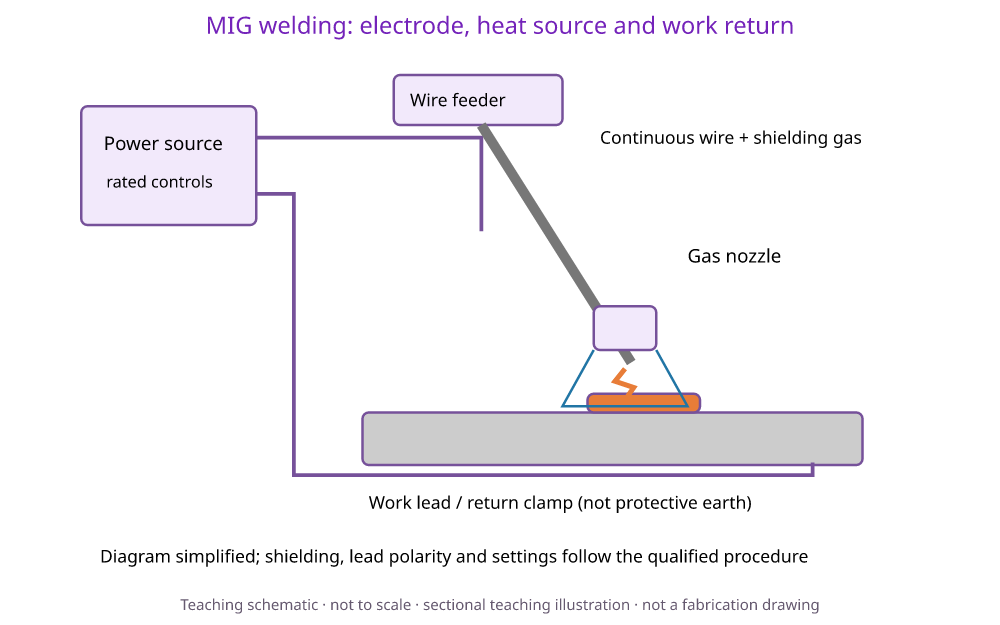 MIG welding: electrode, heat source and work return
Wire feeder
Power source
rated controls
Continuous wire + shielding gas
Gas nozzle
Work lead / return clamp (not protective earth)
Diagram simplified; shielding, lead polarity and settings follow the qualified procedure
Teaching schematic · not to scale · sectional teaching illustration · not a fabrication drawing